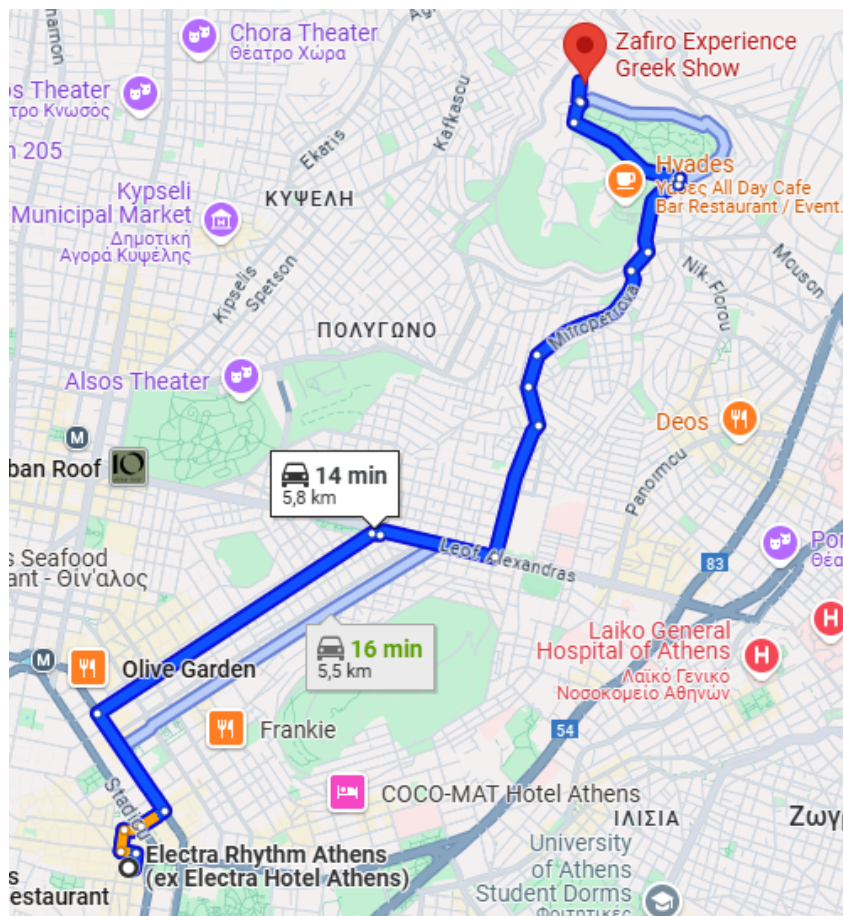 Chora Theater
Θέατρο Χώρα
os Theater
τρο Κνωσός
205
Ekatis
Kafkasou
Zafiro Experience
Greek Show
Kypseli
Municipal Market
Δημοτική
Αγορά Κυψέλης
ΚΥΨΕΛΗ
Hyades
Υάδες All Day Cafe
Bar Restaurant / Event.
Kipselis
Spetson
Nik. Florou
Mouson
Mitropetrova
ΠΟΛΥΓΩΝΟ
Alsos Theater
Deos
M
ban Roof
10
14 min
5,8 km
Panormou
Leof. Alexandras
Por
Θέα
s Seafood
ant - Θίν'αλος
83
16 min
5,5 km
Laiko General
Hospital of Athens
Λαϊκό Γενικό
Νοσοκομείο Αθηνών
H
H
M
Olive Garden
Frankie
54
Stadiou
COCO-MAT Hotel Athens
ΙΛΙΣΙΑ
Ζωγρ
Electra Rhythm Athens
(ex Electra Hotel Athens)
University
of Athens
Student Dorms
Φοιτητικές
s
estaurant